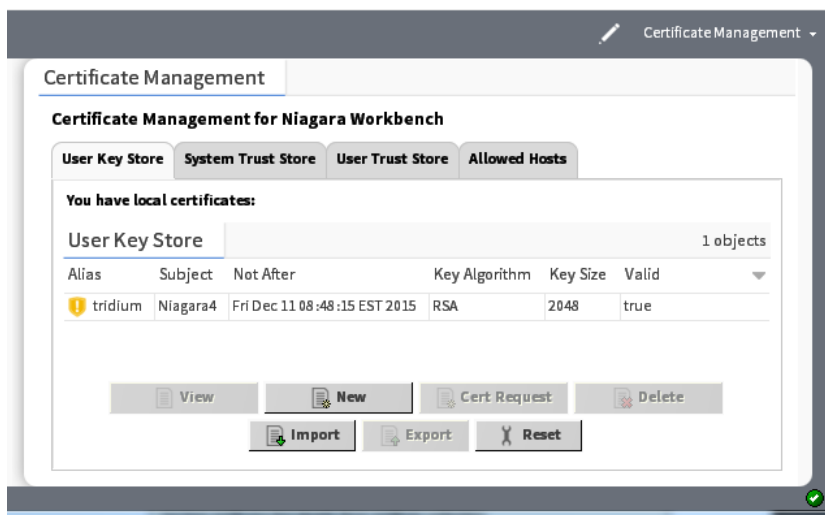 Certificate Management
Certificate Management
Certificate Management for Niagara Workbench
User Key Store System Trust Store User Trust Store Allowed Hosts
You have local certificates:
User Key Store 1 objects
Alias Subject Not After Key Algorithm Key Size Valid
tridium Niagara4 Fri Dec 11 08:48:15 EST 2015 RSA 2048 true
View New Cert Request Delete
Import Export Reset